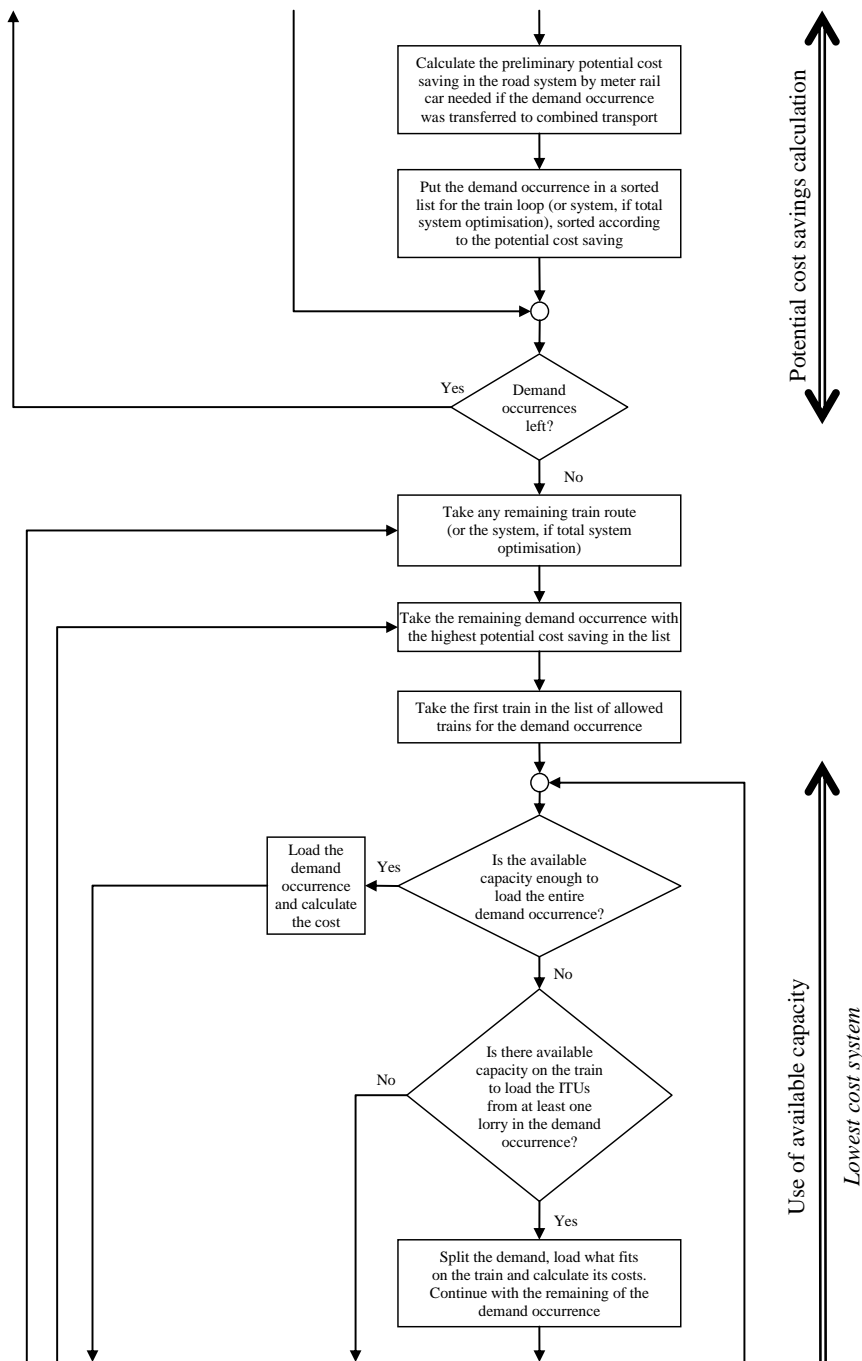 Calculate the preliminary potential cost
saving in the road system by meter rail
car needed if the demand occurrence
was transferred to combined transport
Put the demand occurrence in a sorted
list for the train loop (or system, if total
system optimisation), sorted according
to the potential cost saving
Potential cost savings calculation
Yes
Demand
occurrences
left?
No
Take any remaining train route
(or the system, if total system
optimisation)
Take the remaining demand occurrence with
the highest potential cost saving in the list
Take the first train in the list of allowed
trains for the demand occurrence
Load the
demand
occurrence
and calculate
the cost
Yes
Is the available
capacity enough to
load the entire
demand occurrence?
No
Is there available
capacity on the train
to load the ITUs
from at least one
lorry in the demand
occurrence?
No
Yes
Split the demand, load what fits
on the train and calculate its costs.
Continue with the remaining of the
demand occurrence
Use of available capacity
Lowest cost system